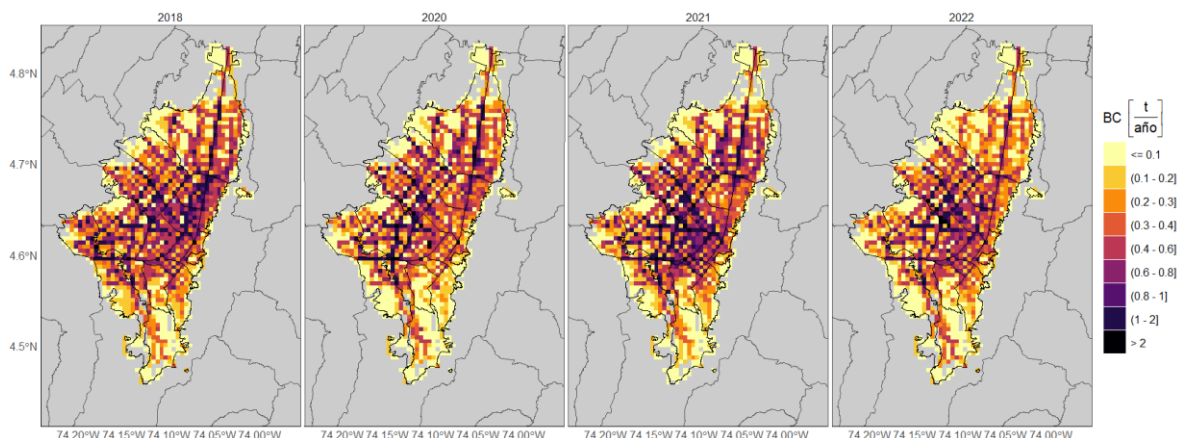 2018
2020
2021
2022
4.8°N
4.7°N
4.6°N
4.5°N
74.20°W 74.15°W 74.10°W 74.05°W 74.00°W
74.20°W 74.15°W 74.10°W 74.05°W 74.00°W
74.20°W 74.15°W 74.10°W 74.05°W 74.00°W
74.20°W 74.15°W 74.10°W 74.05°W 74.00°W
BC [t/año]
<= 0.1
(0.1 - 0.2]
(0.2 - 0.3]
(0.3 - 0.4]
(0.4 - 0.6]
(0.6 - 0.8]
(0.8 - 1]
(1 - 2]
> 2